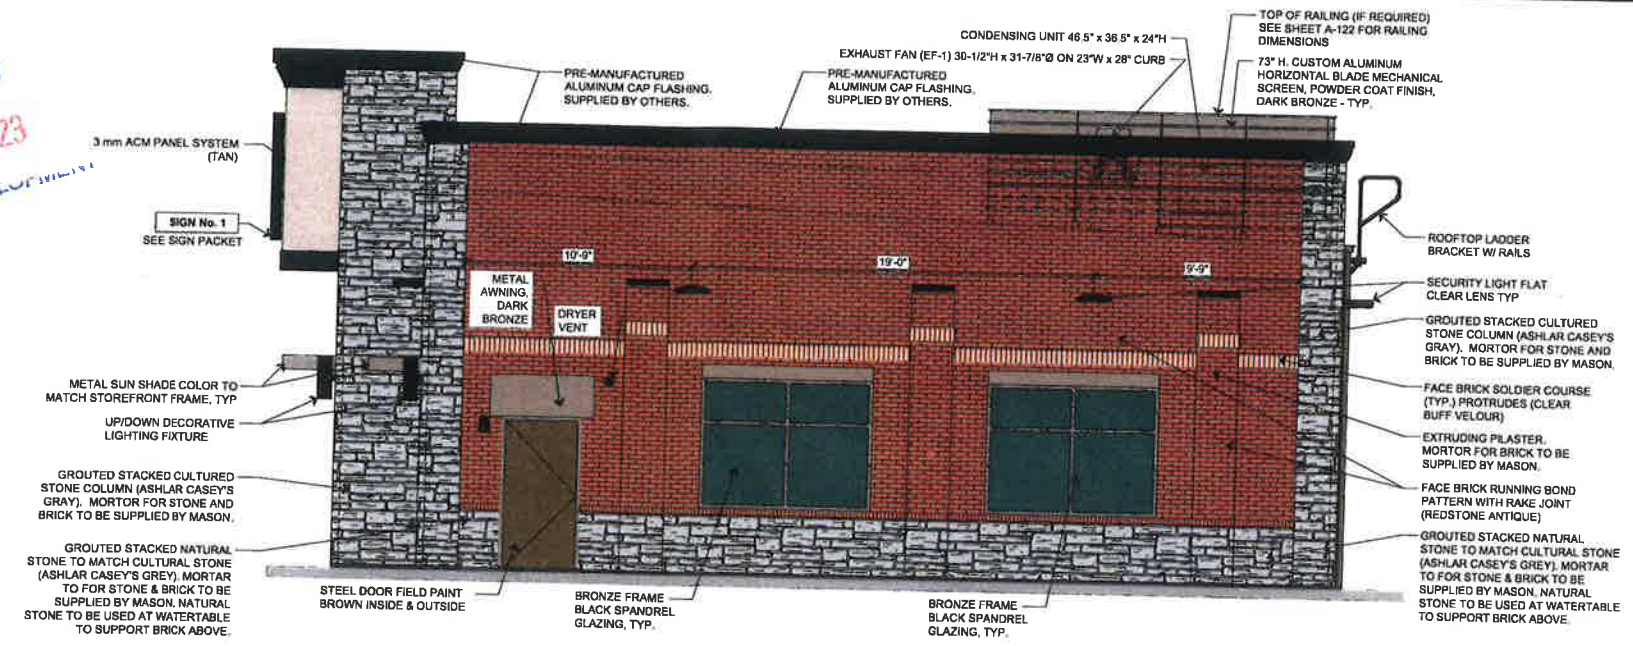 TOP OF RAILING (IF REQUIRED)
SEE SHEET A-122 FOR RAILING
DIMENSIONS
CONDENSING UNIT 46.5" x 36.5" x 24"H
EXHAUST FAN (EF-1) 30-1/2"H x 31-7/8"Ø ON 23"W x 28" CURB
73" H. CUSTOM ALUMINUM
HORIZONTAL BLADE MECHANICAL
SCREEN, POWDER COAT FINISH,
DARK BRONZE - TYP.
PRE-MANUFACTURED
ALUMINUM CAP FLASHING.
SUPPLIED BY OTHERS.
PRE-MANUFACTURED
ALUMINUM CAP FLASHING.
SUPPLIED BY OTHERS.
23
3 mm ACM PANEL SYSTEM
(TAN)
SIGN No. 1
SEE SIGN PACKET
ROOFTOP LADDER
BRACKET W/ RAILS
10'-9"
19'-0"
9'-9"
METAL
AWNING,
DARK
BRONZE
DRYER
VENT
SECURITY LIGHT FLAT
CLEAR LENS TYP
GROUTED STACKED CULTURED
STONE COLUMN (ASHLAR CASEY'S
GRAY). MORTOR FOR STONE AND
BRICK TO BE SUPPLIED BY MASON.
METAL SUN SHADE COLOR TO
MATCH STOREFRONT FRAME, TYP
UP/DOWN DECORATIVE
LIGHTING FIXTURE
FACE BRICK SOLDIER COURSE
(TYP.) PROTRUDES (CLEAR
BUFF VELOUR)
EXTRUDING PILASTER.
MORTOR FOR BRICK TO BE
SUPPLIED BY MASON.
GROUTED STACKED CULTURED
STONE COLUMN (ASHLAR CASEY'S
GRAY). MORTOR FOR STONE AND
BRICK TO BE SUPPLIED BY MASON.
FACE BRICK RUNNING BOND
PATTERN WITH RAKE JOINT
(REDSTONE ANTIQUE)
GROUTED STACKED NATURAL
STONE TO MATCH CULTURAL STONE
(ASHLAR CASEY'S GREY). MORTAR
TO FOR STONE & BRICK TO BE
SUPPLIED BY MASON. NATURAL
STONE TO BE USED AT WATERTABLE
TO SUPPORT BRICK ABOVE.
STEEL DOOR FIELD PAINT
BROWN INSIDE & OUTSIDE
BRONZE FRAME
BLACK SPANDREL
GLAZING, TYP.
BRONZE FRAME
BLACK SPANDREL
GLAZING, TYP.
GROUTED STACKED NATURAL
STONE TO MATCH CULTURAL STONE
(ASHLAR CASEY'S GREY). MORTAR
TO FOR STONE & BRICK TO BE
SUPPLIED BY MASON. NATURAL
STONE TO BE USED AT WATERTABLE
TO SUPPORT BRICK ABOVE.